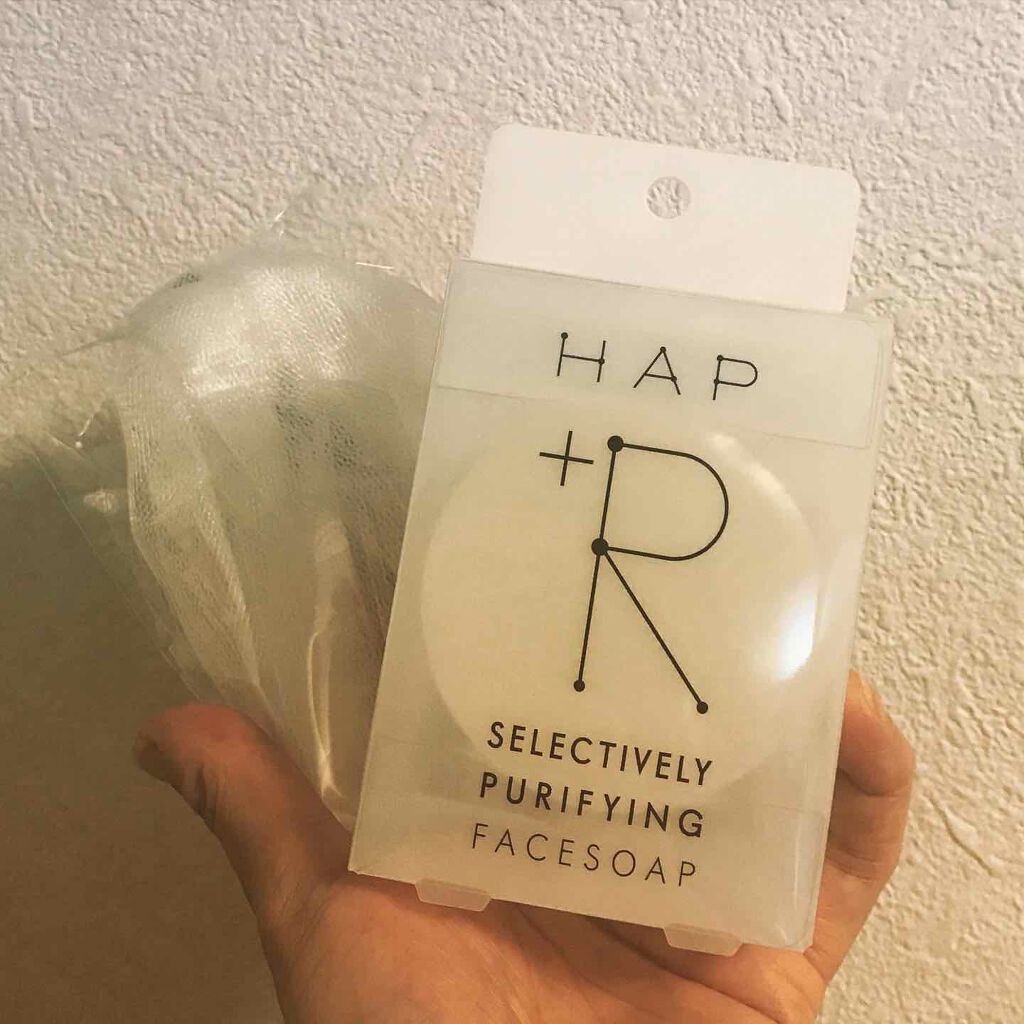 HAP
+R
SELECTIVELY
PURIFYING
FACESOAP